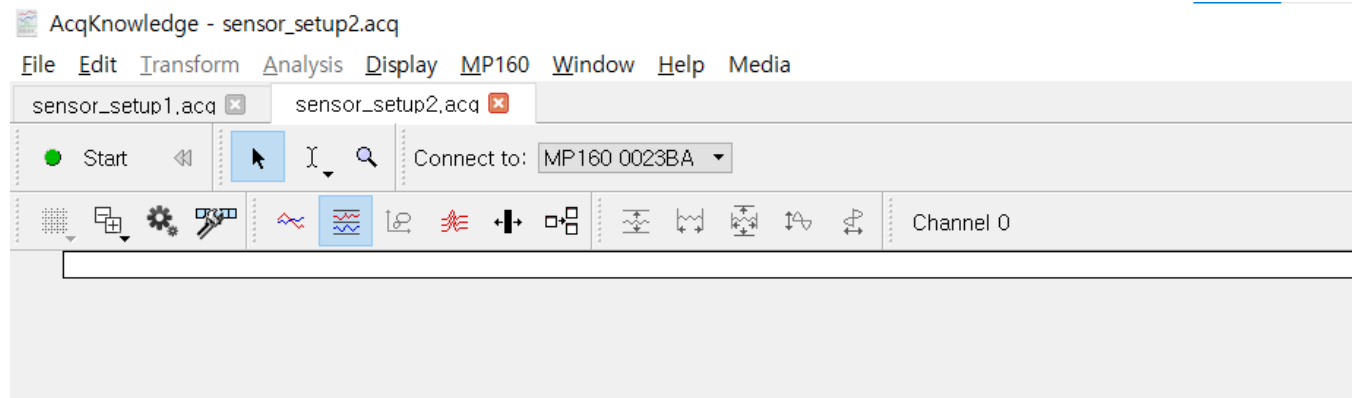 AcqKnowledge - sensor_setup2.acq
File Edit Transform Analysis Display MP160 Window Help Media
sensor_setup1.acq sensor_setup2.acq
Start Connect to: MP160 0023BA
Channel 0